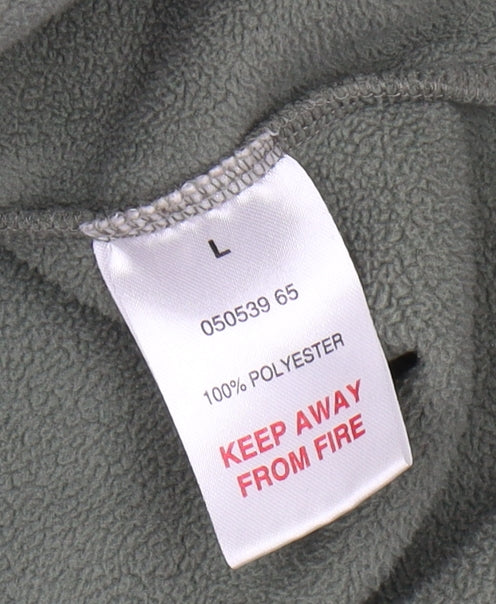 L
050539 65
100% POLYESTER
KEEP AWAY
FROM FIRE